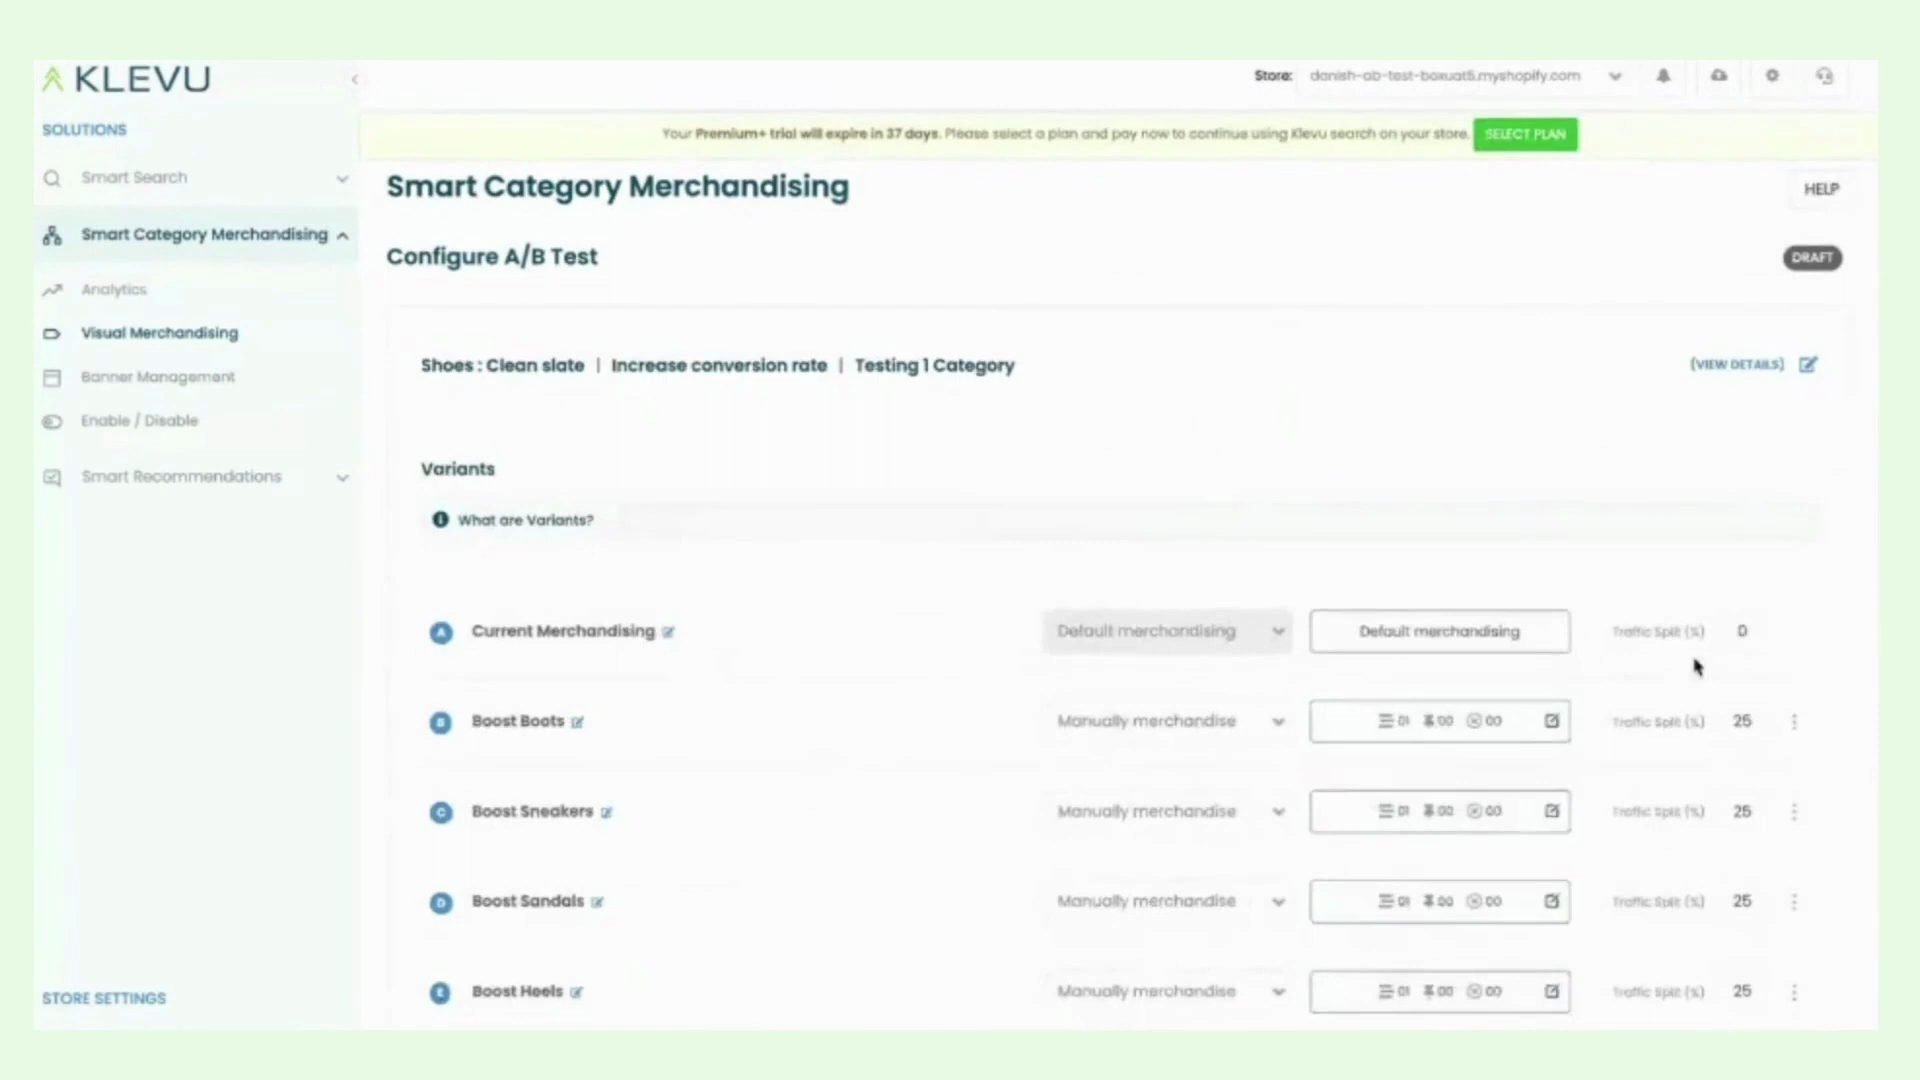 KLEVU
Store: danish-ab-test-boxuat5.myshopify.com
SOLUTIONS
Your Premium+ trial will expire in 37 days. Please select a plan and pay now to continue using Klevu search on your store. SELECT PLAN
Smart Search
Smart Category Merchandising
HELP
Smart Category Merchandising
Configure A/B Test
DRAFT
Analytics
Visual Merchandising
Banner Management
Enable / Disable
Smart Recommendations
Shoes : Clean slate | Increase conversion rate | Testing 1 Category
(VIEW DETAILS)
Variants
What are Variants?
A Current Merchandising Default merchandising Default merchandising Traffic Split (%) 0
B Boost Boots Manually merchandise 01 00 00 Traffic Split (%) 25
C Boost Sneakers Manually merchandise 01 00 00 Traffic Split (%) 25
D Boost Sandals Manually merchandise 01 00 00 Traffic Split (%) 25
E Boost Heels Manually merchandise 01 00 00 Traffic Split (%) 25
STORE SETTINGS